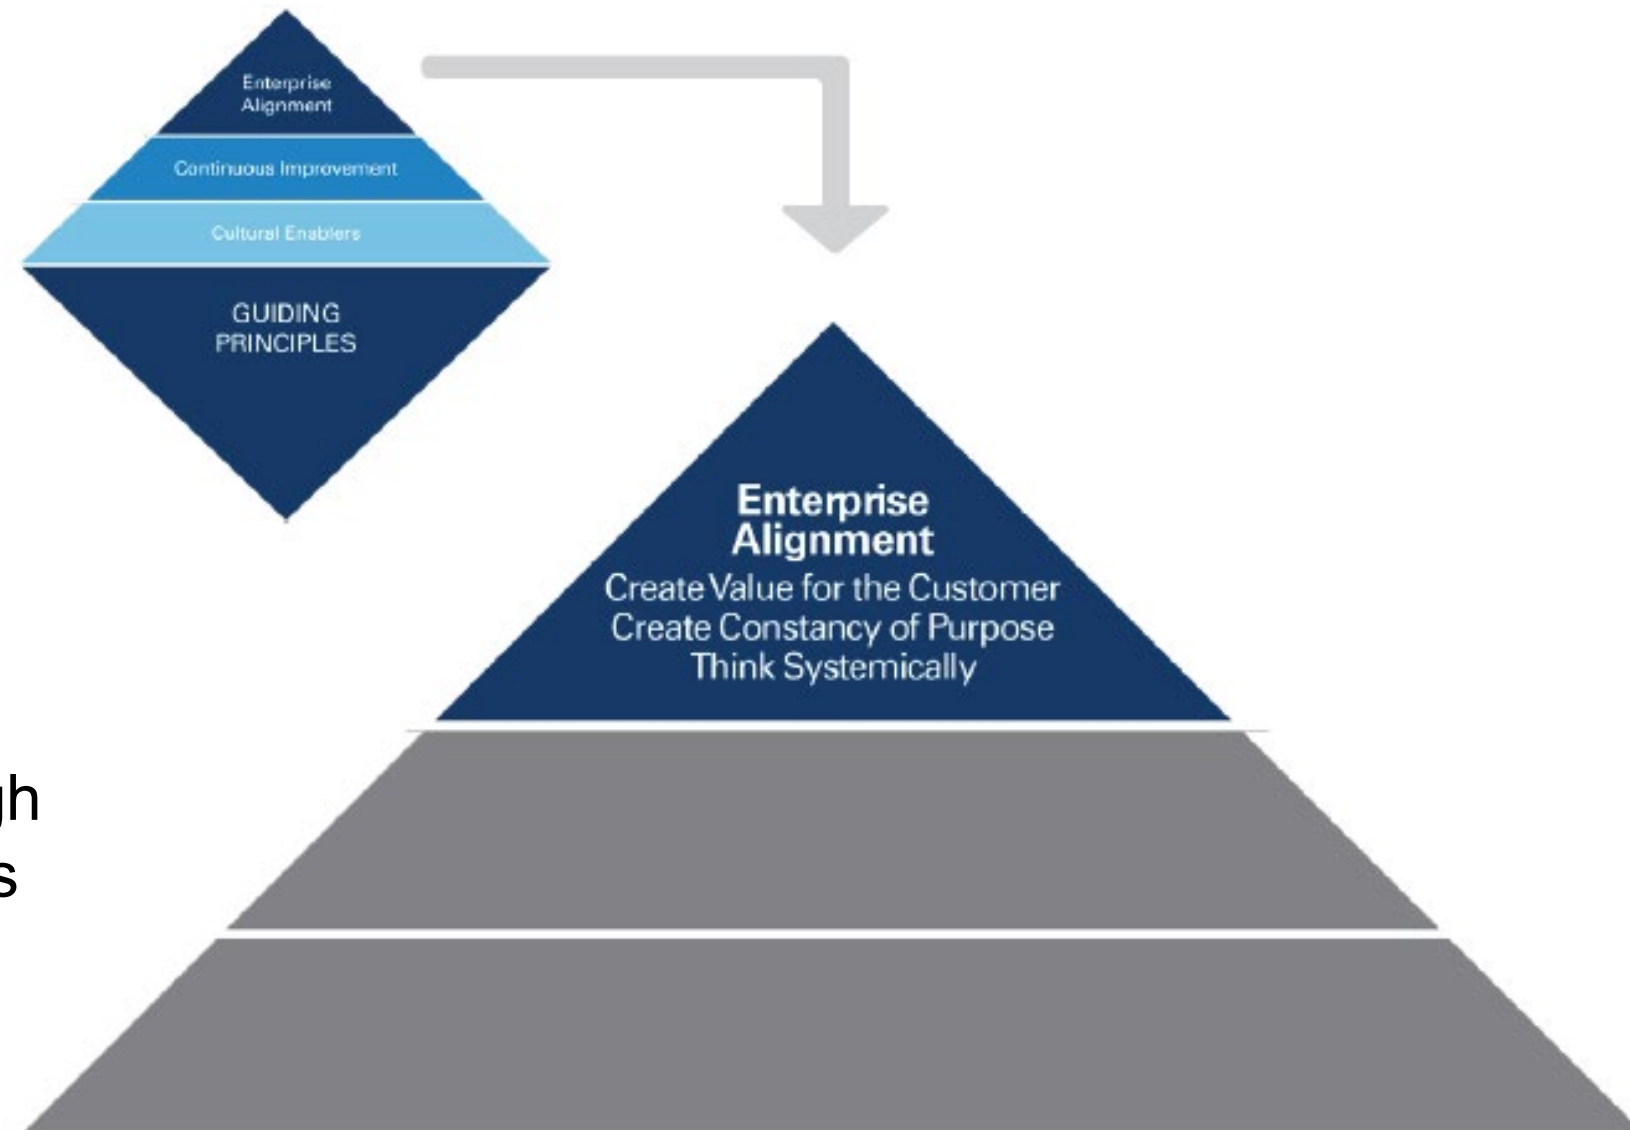 Enterprise
Alignment
Continuous Improvement
Cultural Enablers
GUIDING
PRINCIPLES
Enterprise
Alignment
Create Value for the Customer
Create Constancy of Purpose
Think Systemically